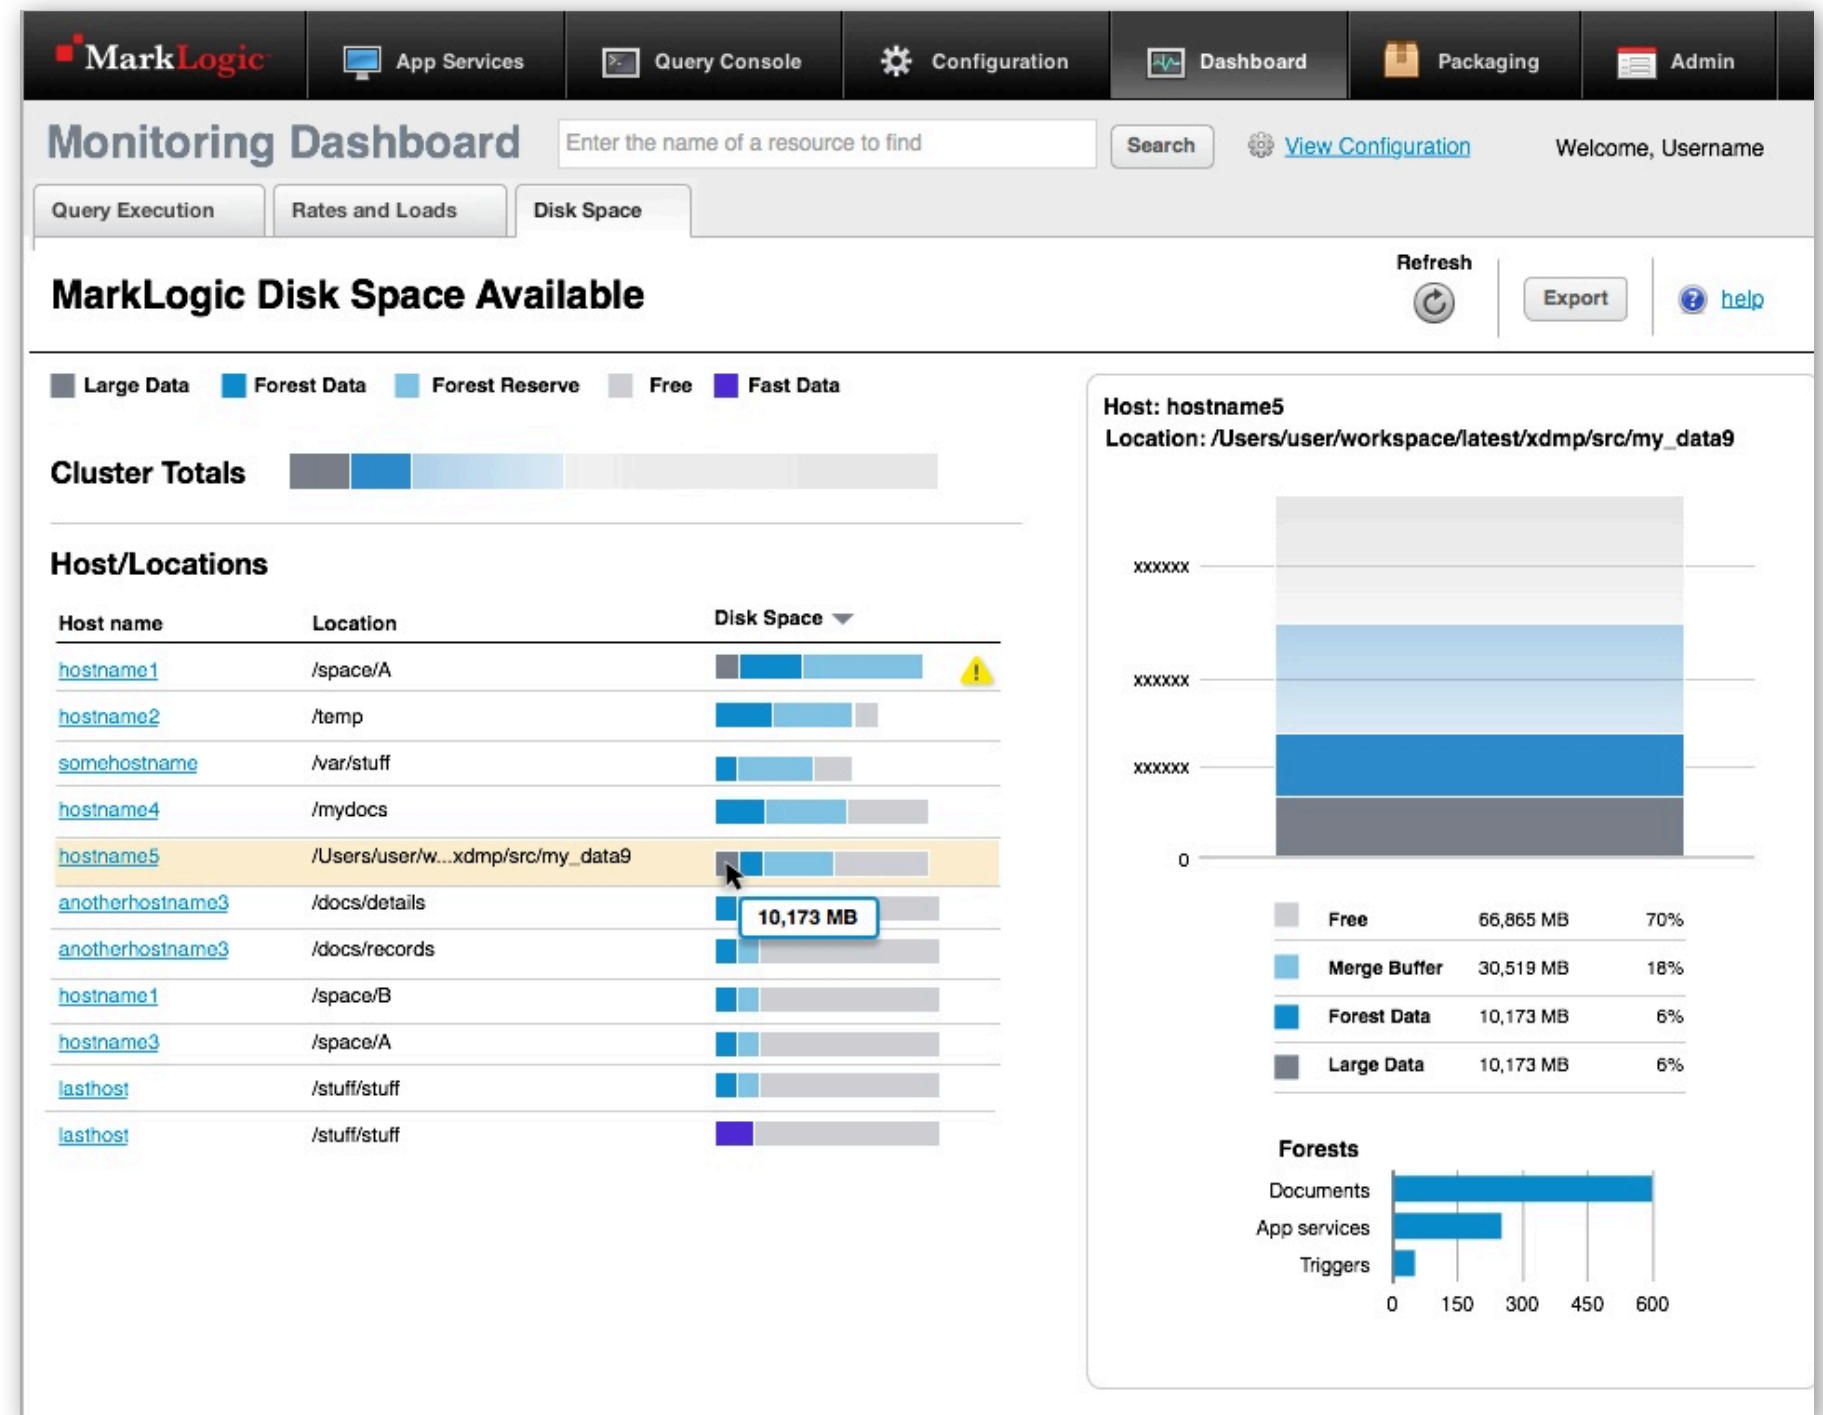 MarkLogic
App Services
Query Console
Configuration
Dashboard
Packaging
Admin
Monitoring Dashboard
Enter the name of a resource to find
Search
View Configuration
Welcome, Username
Query Execution
Rates and Loads
Disk Space
MarkLogic Disk Space Available
Refresh
Export
? help
Large Data
Forest Data
Forest Reserve
Free
Fast Data
Cluster Totals
Host/Locations
Host name Location Disk Space
hostname1 /space/A !
hostname2 /temp
somehostname /var/stuff
hostname4 /mydocs
hostname5 /Users/user/w...xdmp/src/my_data9
anotherhostname3 /docs/details
10,173 MB
anotherhostname3 /docs/records
hostname1 /space/B
hostname3 /space/A
lasthost /stuff/stuff
lasthost /stuff/stuff
Host: hostname5
Location: /Users/user/workspace/latest/xdmp/src/my_data9
xxxxxx
xxxxxx
xxxxxx
0
Free 66,865 MB 70%
Merge Buffer 30,519 MB 18%
Forest Data 10,173 MB 6%
Large Data 10,173 MB 6%
Forests
Documents
App services
Triggers
0 150 300 450 600